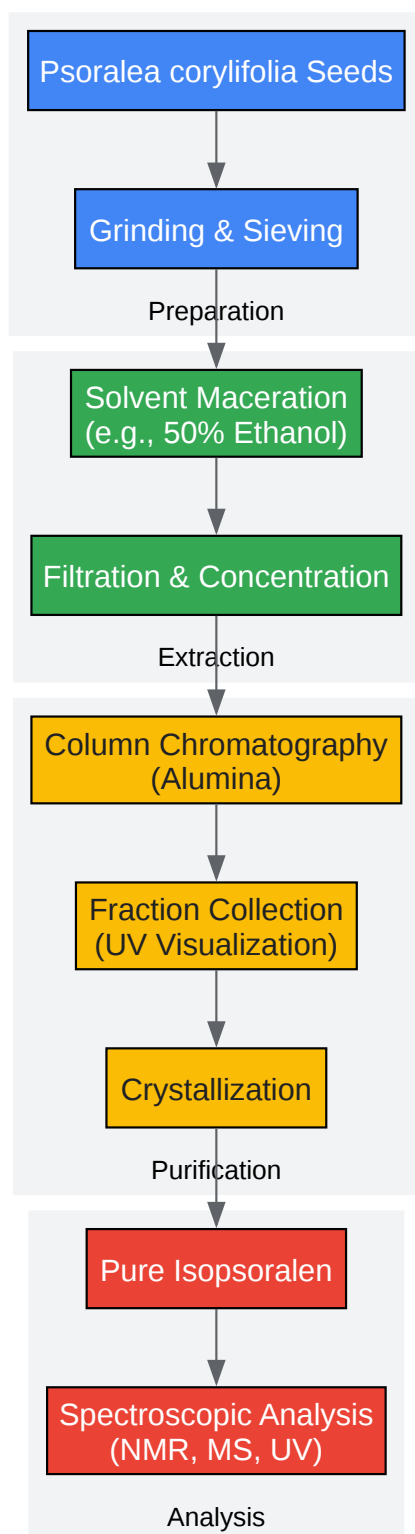 Psoralea corylifolia Seeds
Grinding & Sieving
Preparation
Solvent Maceration
(e.g., 50% Ethanol)
Filtration & Concentration
Extraction
Column Chromatography
(Alumina)
Fraction Collection
(UV Visualization)
Crystallization
Purification
Pure Isopsoralen
Spectroscopic Analysis
(NMR, MS, UV)
Analysis